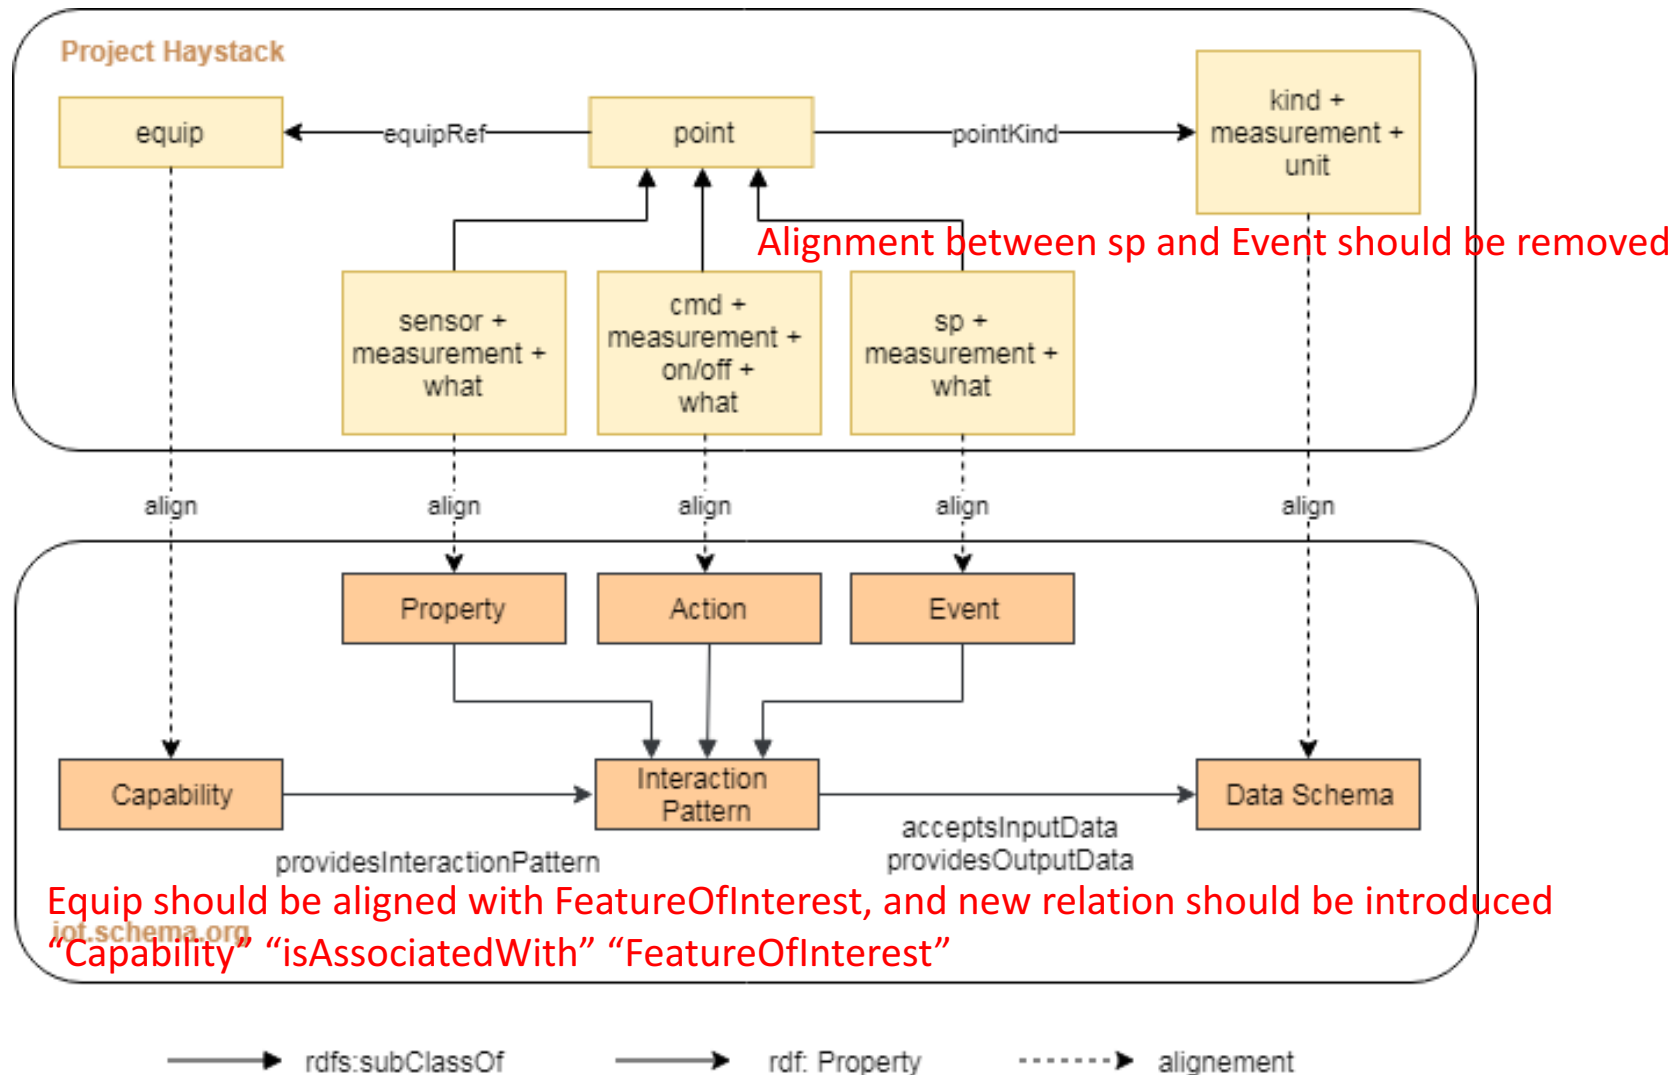 Project Haystack
equip
equipRef
point
pointKind
kind +
measurement +
unit
Alignment between sp and Event should be removed
sensor +
measurement +
what
cmd +
measurement +
on/off +
what
sp +
measurement +
what
align
align
align
align
align
Property
Action
Event
Capability
Interaction
Pattern
Data Schema
providesInteractionPattern
acceptsInputData
providesOutputData
Equip should be aligned with FeatureOfInterest, and new relation should be introduced
iot.schema.org
“Capability” “isAssociatedWith” “FeatureOfInterest”
rdfs:subClassOf
rdf: Property
alignement